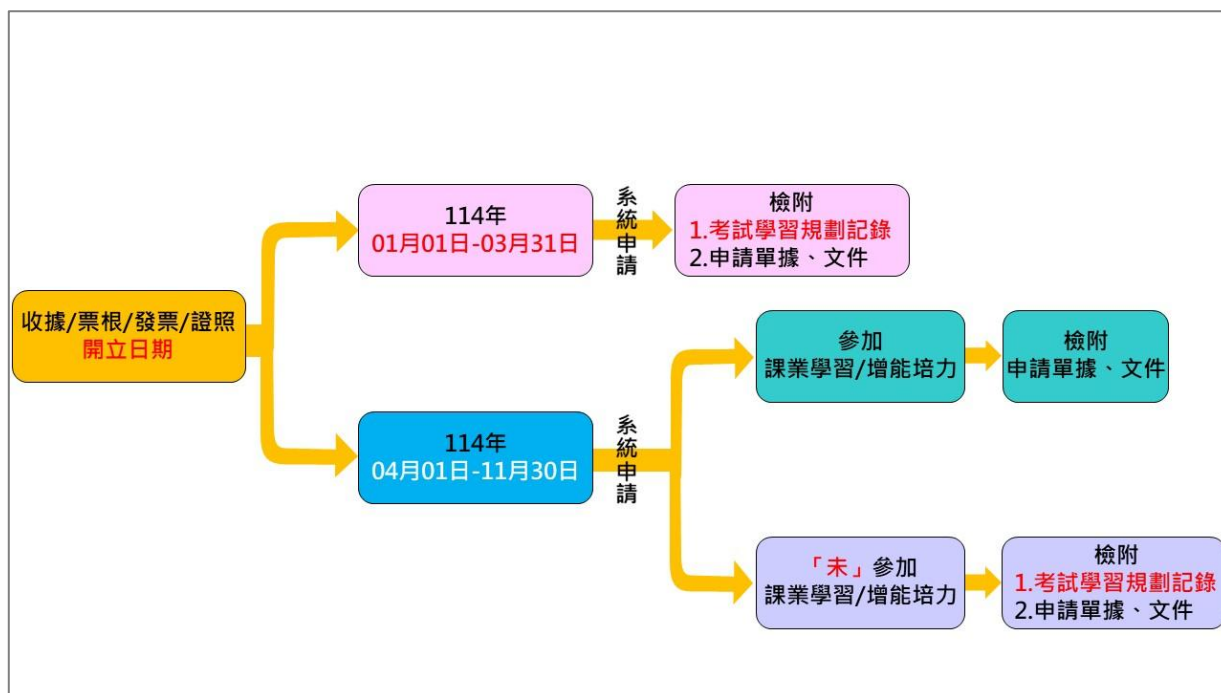 收據/票根/發票/證照
開立日期
114年
01月01日-03月31日
系統申請
檢附
1.考試學習規劃記錄
2.申請單據、文件
114年
04月01日-11月30日
系統申請
參加
課業學習/增能培力
檢附
申請單據、文件
「未」參加
課業學習/增能培力
檢附
1.考試學習規劃記錄
2.申請單據、文件